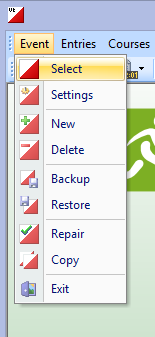 Event Entries Courses
Select
Settings
New
Delete
Backup
Restore
Repair
Copy
Exit